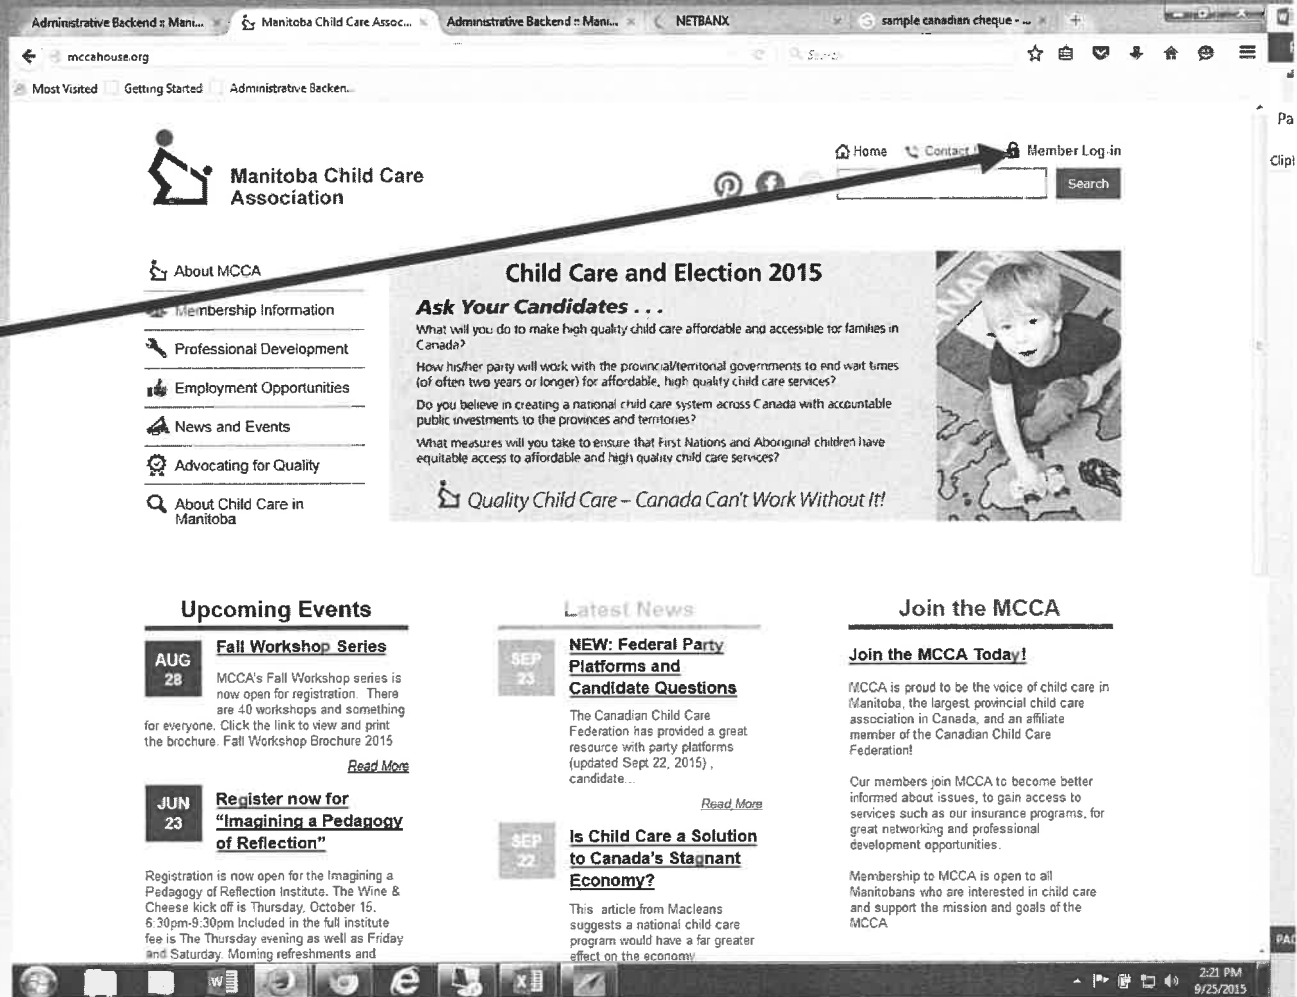 Administrative Backend :: Mani...
Manitoba Child Care Assoc...
Administrative Backend :: Mani...
NETBANX
sample canadian cheque - ...
mccahouse.org
Search
Most Visited
Getting Started
Administrative Backen...
Pa
Home
Contact
Member Log-in
Clip
Manitoba Child Care
Association
Search
About MCCA
Membership Information
Professional Development
Employment Opportunities
News and Events
Advocating for Quality
About Child Care in
Manitoba
Child Care and Election 2015
Ask Your Candidates . . .
What will you do to make high quality child care affordable and accessible for families in
Canada?
How his/her party will work with the provincial/territorial governments to end wait times
(of often two years or longer) for affordable, high quality child care services?
Do you believe in creating a national child care system across Canada with accountable
public investments to the provinces and territories?
What measures will you take to ensure that First Nations and Aboriginal children have
equitable access to affordable and high quality child care services?
Quality Child Care – Canada Can't Work Without It!
CANADA
Upcoming Events
AUG
28
Fall Workshop Series
MCCA's Fall Workshop series is
now open for registration. There
are 40 workshops and something
for everyone. Click the link to view and print
the brochure. Fall Workshop Brochure 2015
Read More
JUN
23
Register now for
"Imagining a Pedagogy
of Reflection"
Registration is now open for the Imagining a
Pedagogy of Reflection Institute. The Wine &
Cheese kick off is Thursday, October 15,
6:30pm-9:30pm Included in the full institute
fee is The Thursday evening as well as Friday
and Saturday. Morning refreshments and
Latest News
SEP
23
NEW: Federal Party
Platforms and
Candidate Questions
The Canadian Child Care
Federation has provided a great
resource with party platforms
(updated Sept 22, 2015) ,
candidate...
Read More
SEP
22
Is Child Care a Solution
to Canada's Stagnant
Economy?
This article from Macleans
suggests a national child care
program would have a far greater
effect on the economy
Join the MCCA
Join the MCCA Today!
MCCA is proud to be the voice of child care in
Manitoba, the largest provincial child care
association in Canada, and an affiliate
member of the Canadian Child Care
Federation!
Our members join MCCA to become better
informed about issues, to gain access to
services such as our insurance programs, for
great networking and professional
development opportunities.
Membership to MCCA is open to all
Manitobans who are interested in child care
and support the mission and goals of the
MCCA
PAG
2:21 PM
9/25/2015